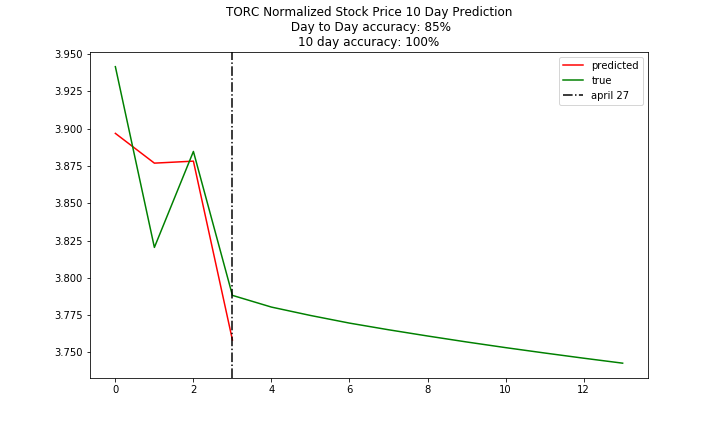 TORC Normalized Stock Price 10 Day Prediction
Day to Day accuracy: 85%
10 day accuracy: 100%
3.950
3.925
3.900
3.875
3.850
3.825
3.800
3.775
3.750
predicted
true
april 27
0
2
4
6
8
10
12